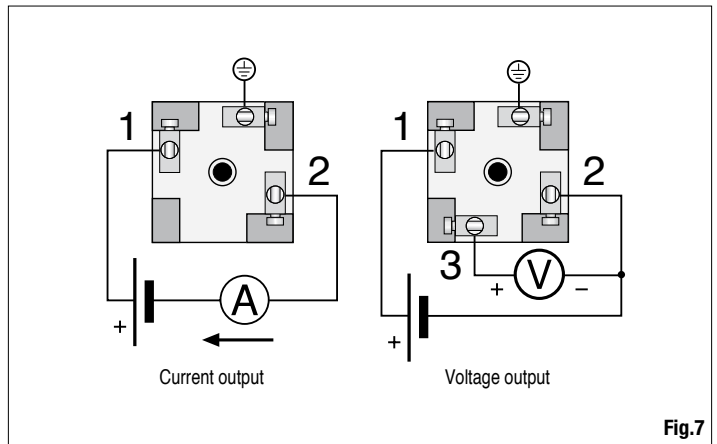 1
2
A
+
Current output
1
2
3
V
+
–
+
Voltage output
Fig.7